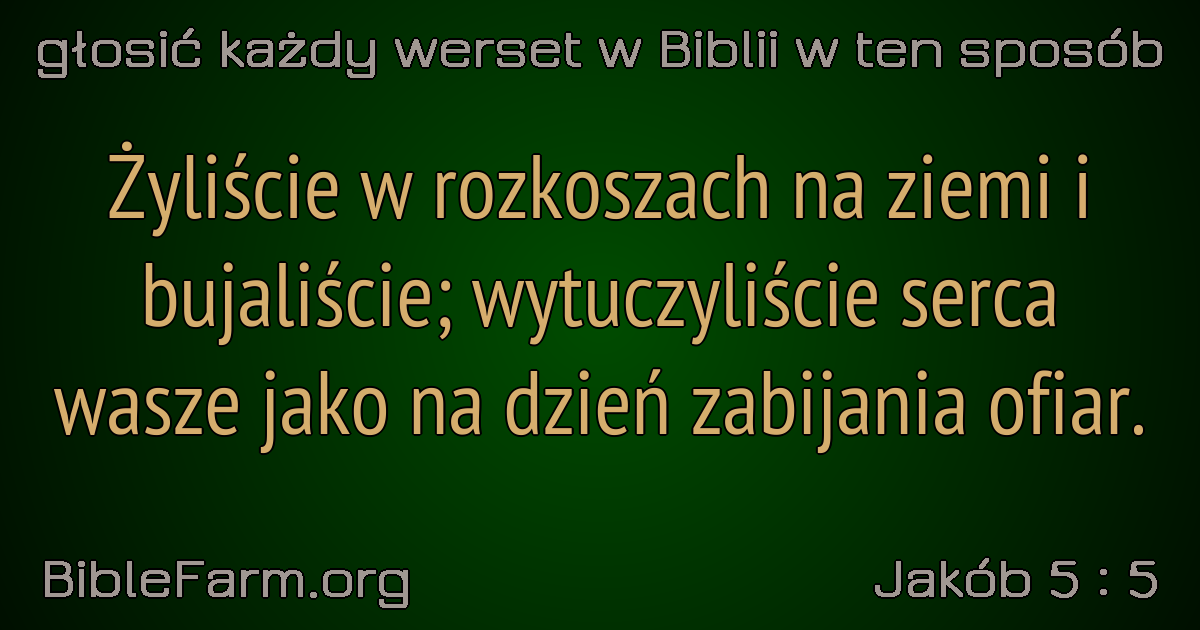 głosić każdy werset w Biblii w ten sposób
Żyliście w rozkoszach na ziemi i
bujaliście; wytuczyliście serca
wasze jako na dzień zabijania ofiar.
BibleFarm.org
Jakób 5 : 5